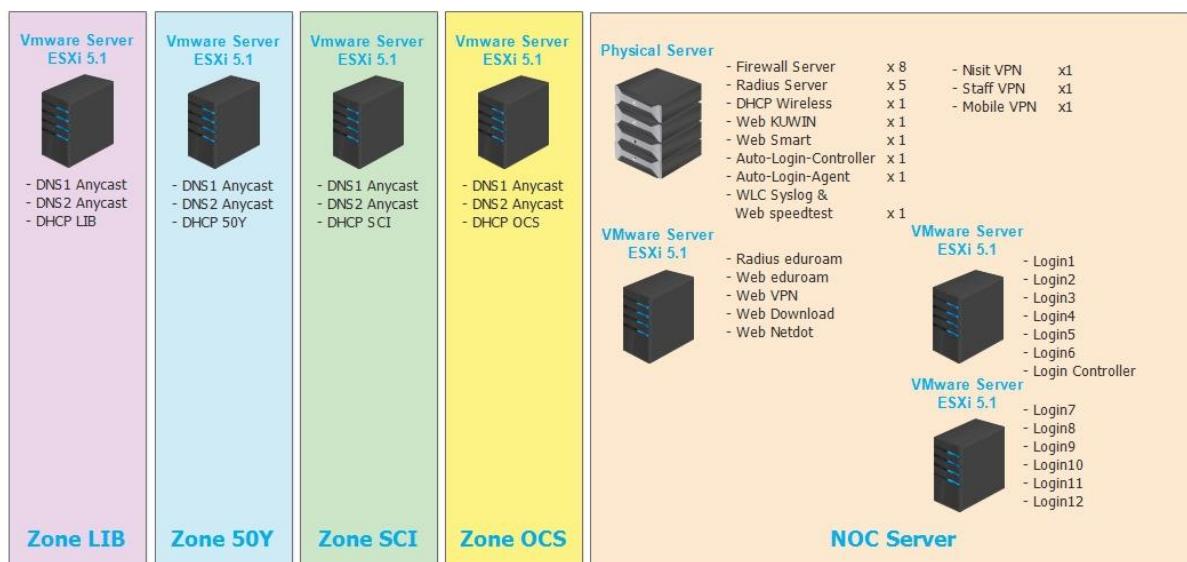 Vmware Server
ESXi 5.1
- DNS1 Anycast
- DNS2 Anycast
- DHCP LIB
Zone LIB
Vmware Server
ESXi 5.1
- DNS1 Anycast
- DNS2 Anycast
- DHCP 50Y
Zone 50Y
Vmware Server
ESXi 5.1
- DNS1 Anycast
- DNS2 Anycast
- DHCP SCI
Zone SCI
Vmware Server
ESXi 5.1
- DNS1 Anycast
- DNS2 Anycast
- DHCP OCS
Zone OCS
Physical Server
- Firewall Server x 8
- Radius Server x 5
- DHCP Wireless x 1
- Web KUWIN x 1
- Web Smart x 1
- Auto-Login-Controller x 1
- Auto-Login-Agent x 1
- WLC Syslog &
Web speedtest x 1
- Nisit VPN x1
- Staff VPN x1
- Mobile VPN x1
VMware Server
ESXi 5.1
- Radius eduroam
- Web eduroam
- Web VPN
- Web Download
- Web Netdot
VMware Server
ESXi 5.1
- Login1
- Login2
- Login3
- Login4
- Login5
- Login6
- Login Controller
VMware Server
ESXi 5.1
- Login7
- Login8
- Login9
- Login10
- Login11
- Login12
NOC Server